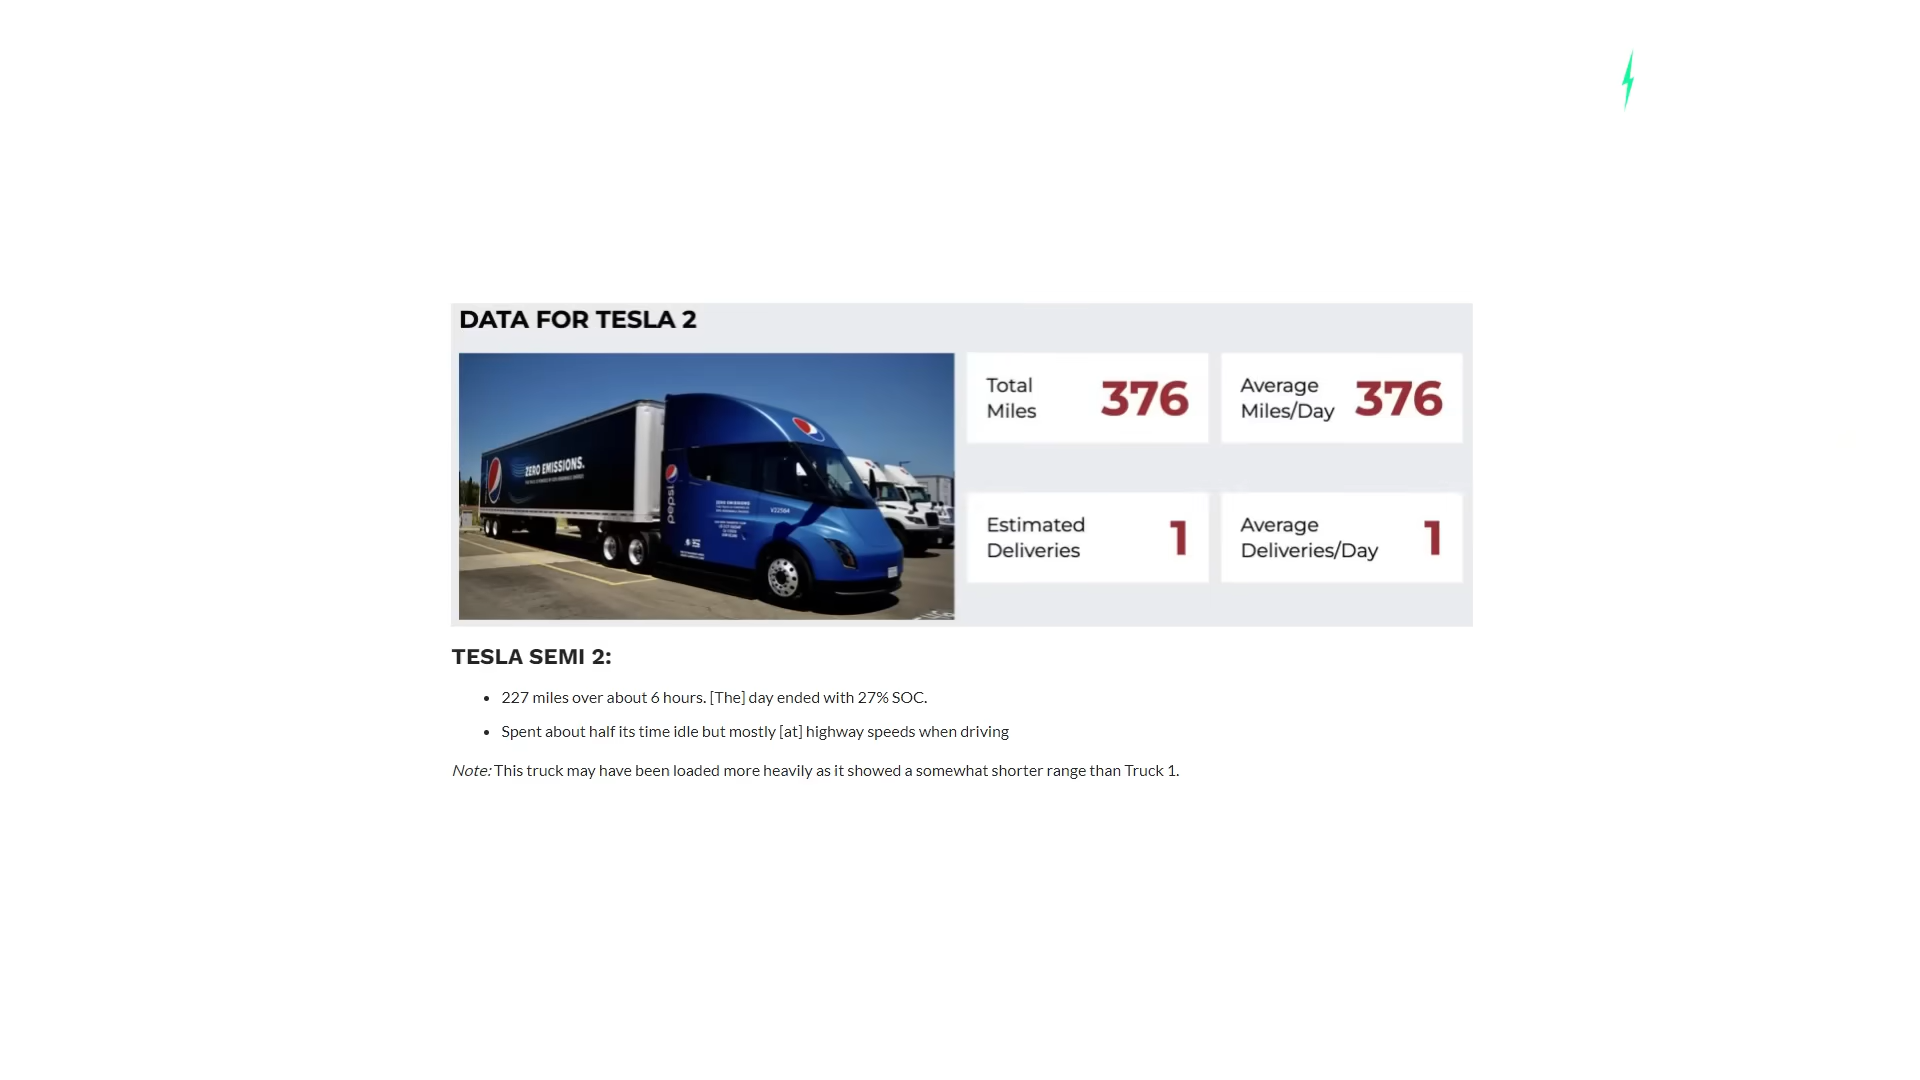 DATA FOR TESLA 2
ZERO EMISSIONS.
pepsi
ZERO EMISSIONS
V22564
Total
Miles
376
Average
Miles/Day
376
Estimated
Deliveries
1
Average
Deliveries/Day
1
TESLA SEMI 2:
• 227 miles over about 6 hours. [The] day ended with 27% SOC.
• Spent about half its time idle but mostly [at] highway speeds when driving
Note: This truck may have been loaded more heavily as it showed a somewhat shorter range than Truck 1.